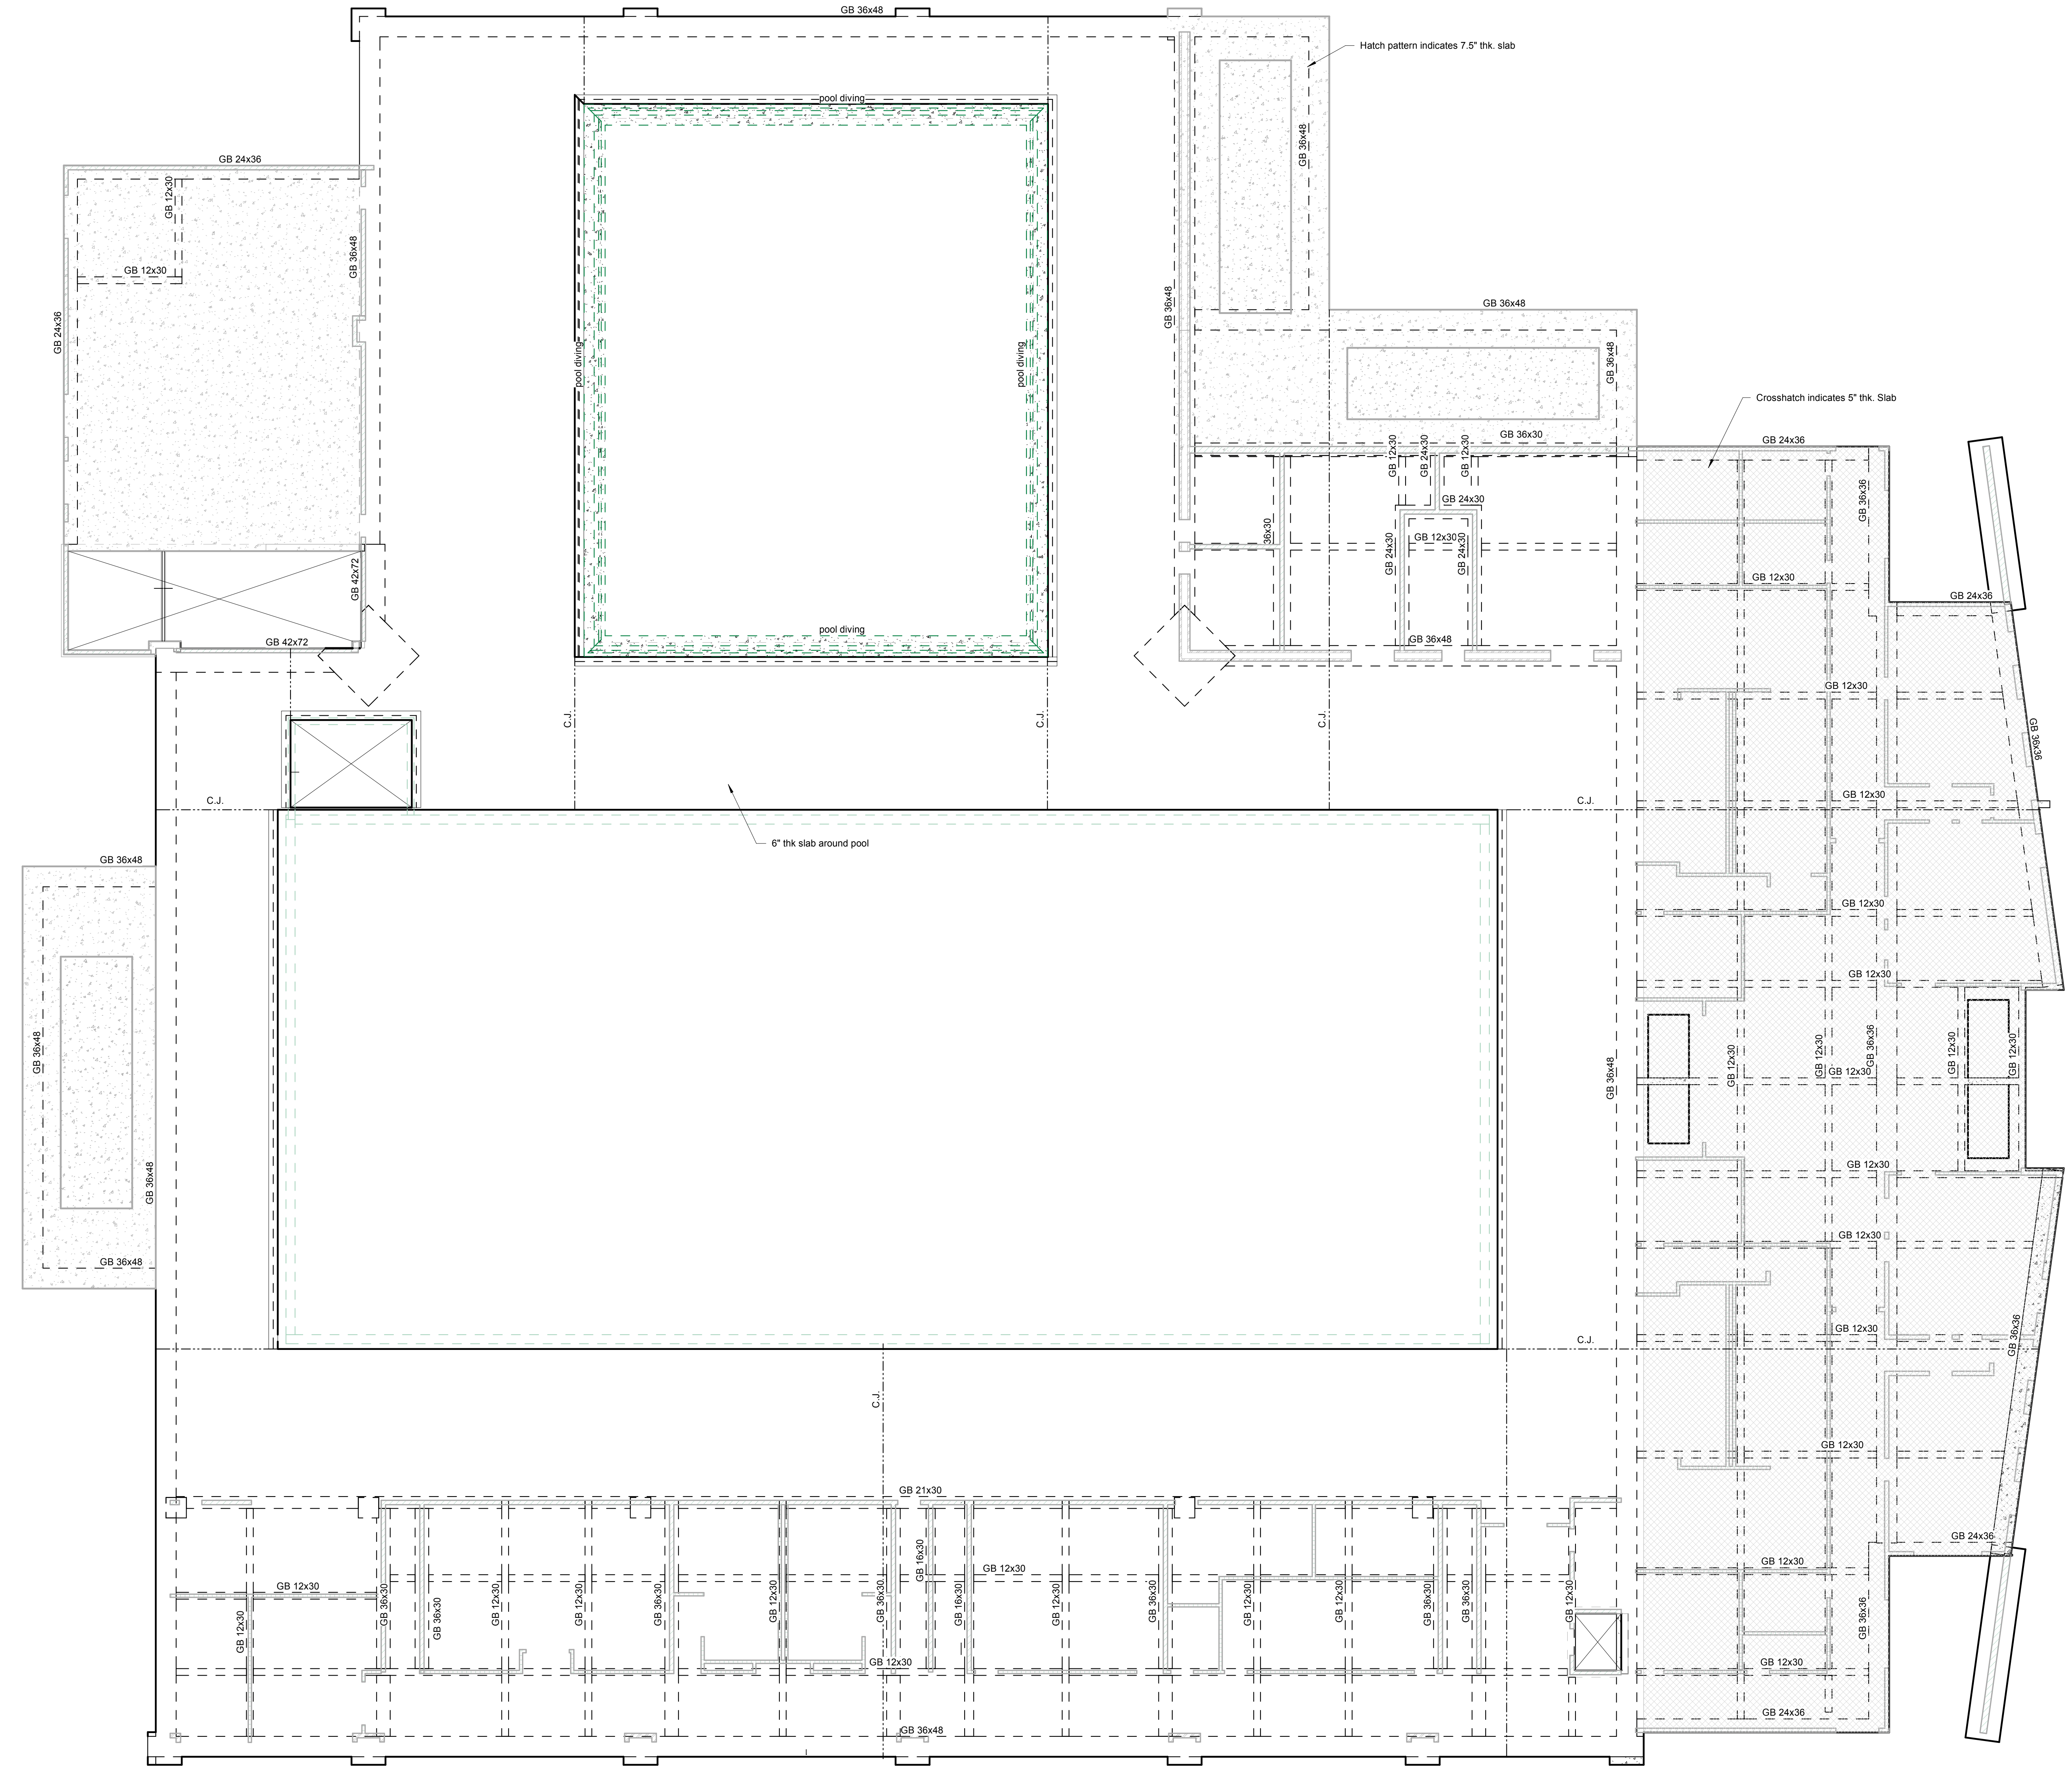 GB 36x48
Hatch pattern indicates 7.5" thk. slab
pool diving
GB 36x48
GB 24x36
GB 12x30
GB 36x48
GB 12x30
GB 36x48
GB 36x48
GB 24x36
pool diving
pool diving
GB 36x48
Crosshatch indicates 5" thk. Slab
GB 36x30
GB 24x36
GB 12x30
GB 24x30
GB 12x30
GB 36x36
GB 24x30
36x30
GB 12x30
GB 24x30
GB 24x30
GB 42x72
GB 12x30
GB 24x36
pool diving
GB 42x72
GB 36x48
GB 12x30
C.J.
C.J.
C.J.
GB 36x36
GB 12x30
C.J.
C.J.
6" thk slab around pool
GB 36x48
GB 12x30
GB 12x30
GB 36x48
GB 36x48
GB 12x30
GB 12x30
GB 36x36
GB 12x30
GB 12x30
GB 12x30
GB 36x48
GB 12x30
GB 12x30
GB 36x48
GB 12x30
C.J.
GB 36x36
C.J.
GB 12x30
GB 21x30
GB 24x36
GB 16x30
GB 12x30
GB 12x30
GB 12x30
GB 12x30
GB 36x30
GB 36x30
GB 12x30
GB 12x30
GB 36x30
GB 12x30
GB 36x30
GB 16x30
GB 12x30
GB 36x30
GB 12x30
GB 12x30
GB 36x30
GB 36x30
GB 12x30
GB 36x36
GB 12x30
GB 12x30
GB 36x48
GB 24x36